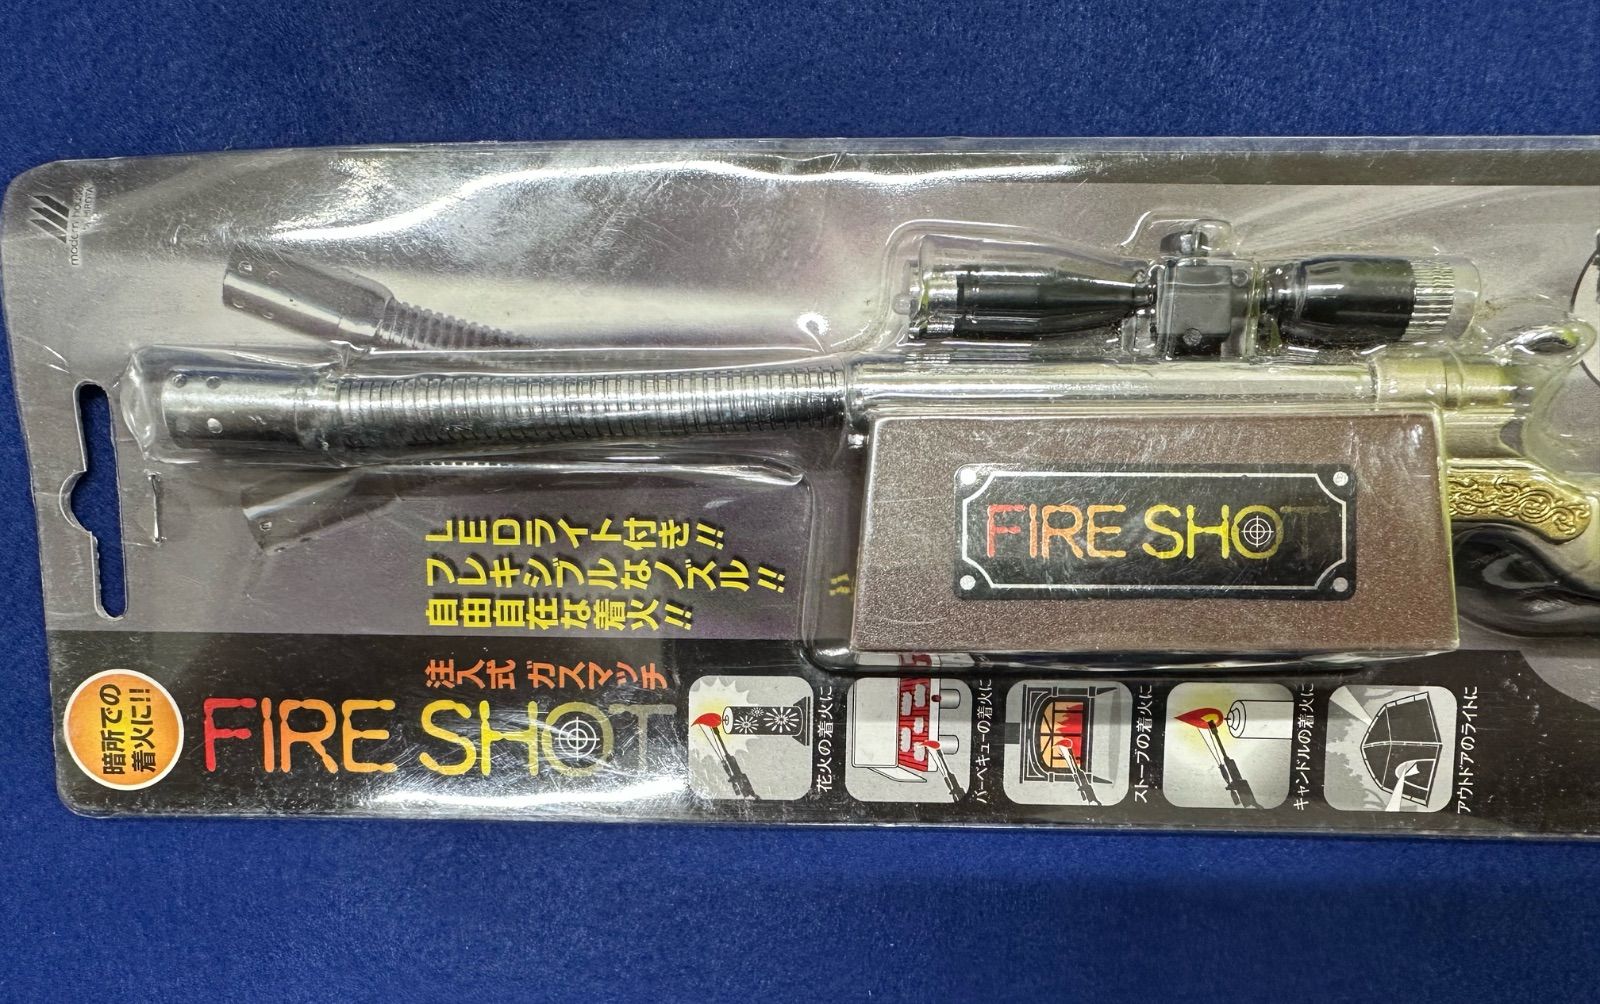 modern house
LEDライト付き!!
フレキシブルなノズル!!
自由自在な着火!!
FIRE SHOT
暗所での
着火に!!
注入式 ガスマッチ
FIRE SHOT
花火の着火に
バーベキューの着火に
ストーブの着火に
キャンドルの着火に
アウトドアのライトに